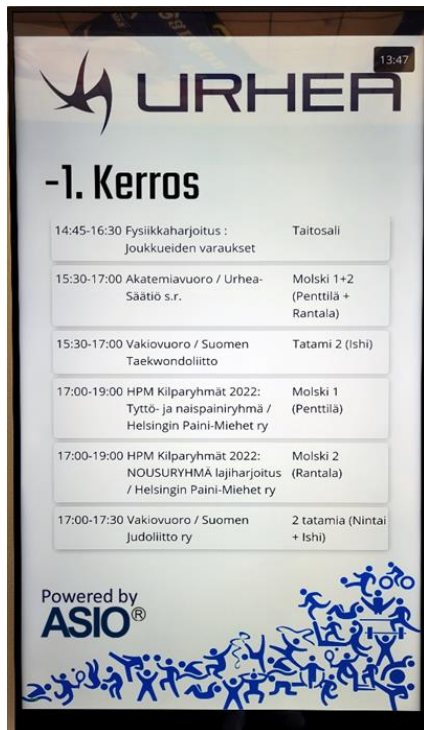 13:47
URHEA
-1. Kerros
14:45-16:30 Fysiikkaharjoitus : Taitosali
Joukkueiden varaukset
15:30-17:00 Akatemiavuoro / Urhea- Molski 1+2
Säätiö s.r. (Penttilä +
Rantala)
15:30-17:00 Vakiovuoro / Suomen Tatami 2 (Ishi)
Taekwondoliitto
17:00-19:00 HPM Kilparyhmät 2022: Molski 1
Tyttö- ja naispainiryhmä / (Penttilä)
Helsingin Paini-Miehet ry
17:00-19:00 HPM Kilparyhmät 2022: Molski 2
NOUSURYHMÄ lajiharjoitus (Rantala)
/ Helsingin Paini-Miehet ry
17:00-17:30 Vakiovuoro / Suomen 2 tatamia (Nintai
Judoliitto ry + Ishi)
Powered by
ASIO®